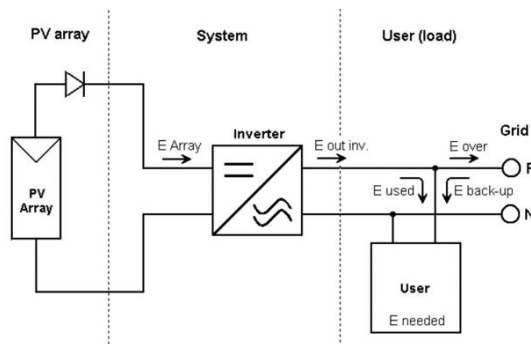 PV array
System
User (load)
E Array
Inverter
E out inv.
E over
Grid
E used
E back-up
PV
Array
N
User
E needed